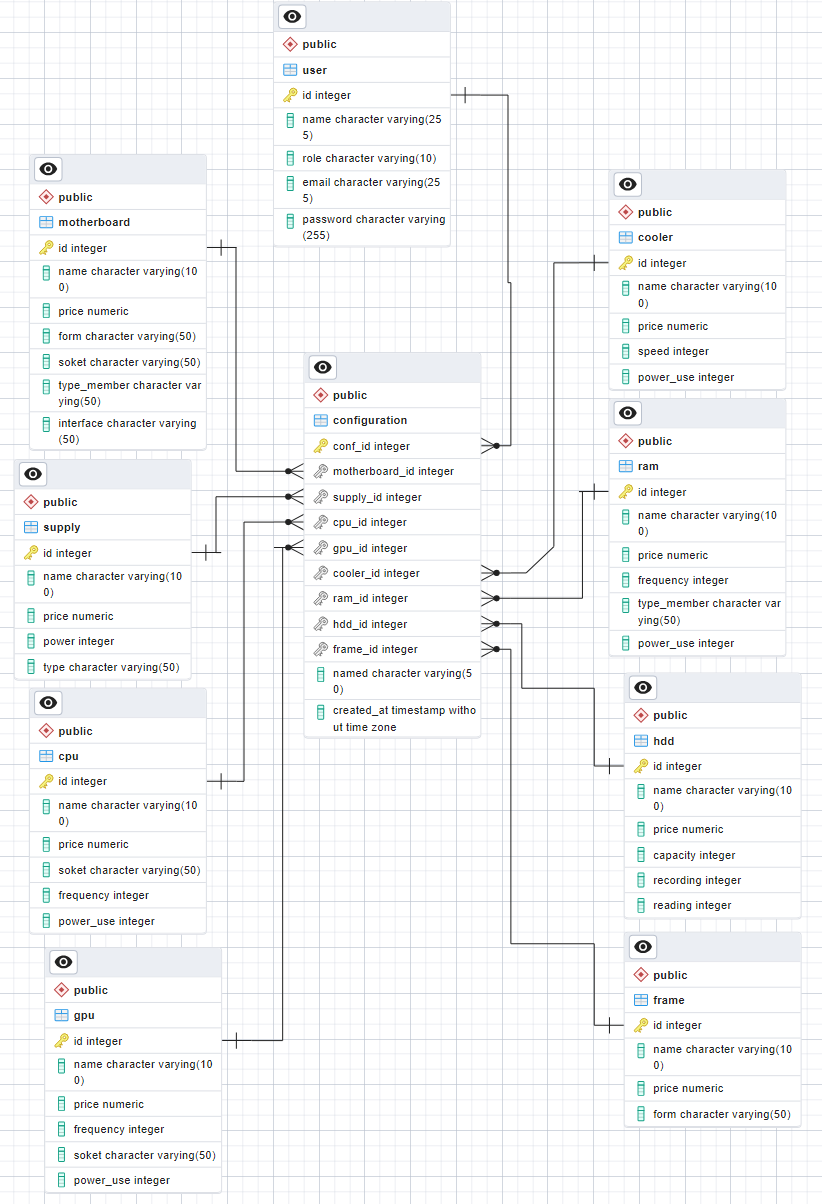 public
user
id integer
name character varying(25
5)
role character varying(10)
email character varying(25
5)
password character varying
(255)
public
motherboard
id integer
name character varying(10
0)
price numeric
form character varying(50)
soket character varying(50)
type_member character var
ying(50)
interface character varying
(50)
public
supply
id integer
name character varying(10
0)
price numeric
power integer
type character varying(50)
public
cpu
id integer
name character varying(10
0)
price numeric
soket character varying(50)
frequency integer
power_use integer
public
gpu
id integer
name character varying(10
0)
price numeric
frequency integer
soket character varying(50)
power_use integer
public
configuration
conf_id integer
motherboard_id integer
supply_id integer
cpu_id integer
gpu_id integer
cooler_id integer
ram_id integer
hdd_id integer
frame_id integer
named character varying(5
0)
created_at timestamp witho
ut time zone
public
cooler
id integer
name character varying(10
0)
price numeric
speed integer
power_use integer
public
ram
id integer
name character varying(10
0)
price numeric
frequency integer
type_member character var
ying(50)
power_use integer
public
hdd
id integer
name character varying(10
0)
price numeric
capacity integer
recording integer
reading integer
public
frame
id integer
name character varying(10
0)
price numeric
form character varying(50)